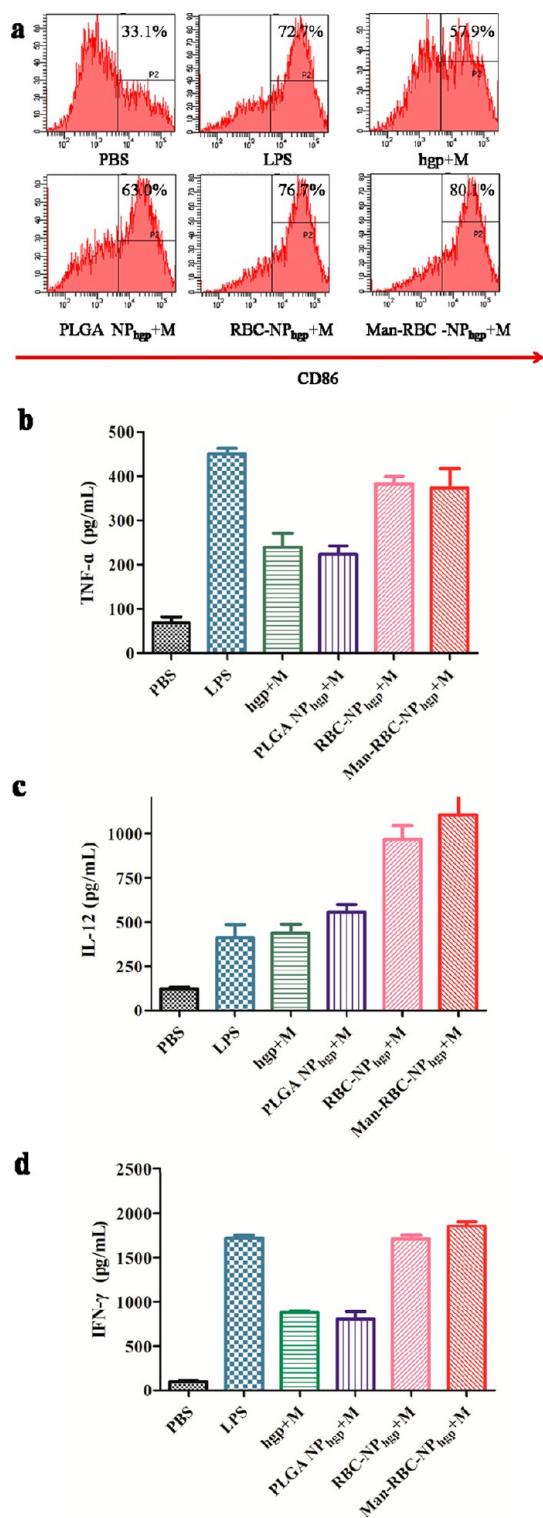 a
33.1%
72.7%
57.9%
P2
P2
P2
PBS
LPS
hgp+M
63.0%
76.7%
80.1%
P2
P2
P2
PLGA NPhgp+M
RBC-NPhgp+M
Man-RBC -NPhgp+M
CD86
b
TNF-α (pg/mL)
500
400
300
200
100
0
PBS
LPS
hgp+M
PLGA NPhgp+M
RBC-NPhgp+M
Man-RBC-NPhgp+M
c
IL-12 (pg/mL)
1000
750
500
250
0
PBS
LPS
hgp+M
PLGA NPhgp+M
RBC-NPhgp+M
Man-RBC-NPhgp+M
d
IFN-γ (pg/mL)
2500
2000
1500
1000
500
0
PBS
LPS
hgp+M
PLGA NPhgp+M
RBC-NPhgp+M
Man-RBC-NPhgp+M